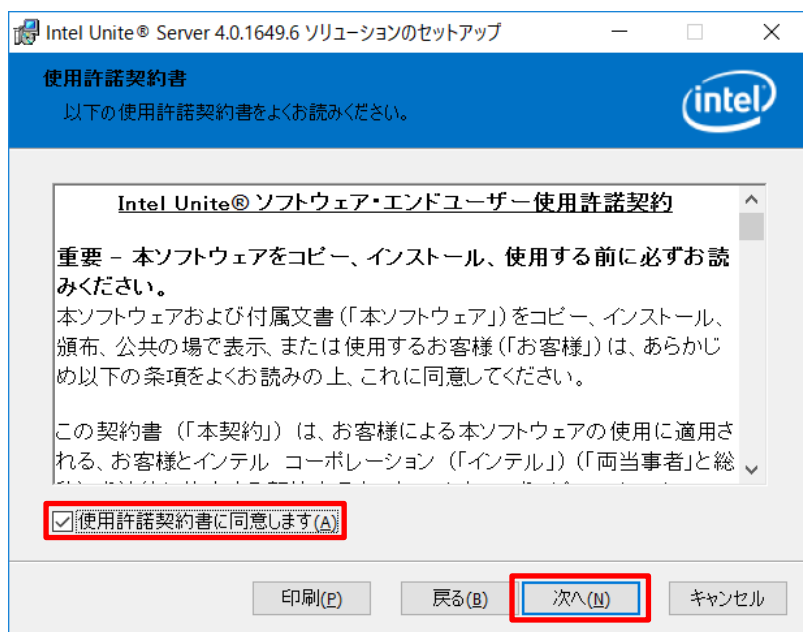 Intel Unite® Server 4.0.1649.6 ソリューションのセットアップ
使用許諾契約書
以下の使用許諾契約書をよくお読みください。
intel
Intel Unite® ソフトウェア・エンドユーザー使用許諾契約
重要 – 本ソフトウェアをコピー、インストール、使用する前に必ずお読
みください。
本ソフトウェアおよび付属文書（「本ソフトウェア」）をコピー、インストール、
頒布、公共の場で表示、または使用するお客様（「お客様」）は、あらかじ
め以下の条項をよくお読みの上、これに同意してください。
この契約書 （「本契約」） は、お客様による本ソフトウェアの使用に適用さ
れる、お客様とインテル コーポレーション （「インテル」）（「両当事者」と総
使用許諾契約書に同意します(A)
印刷(P)
戻る(B)
次へ(N)
キャンセル